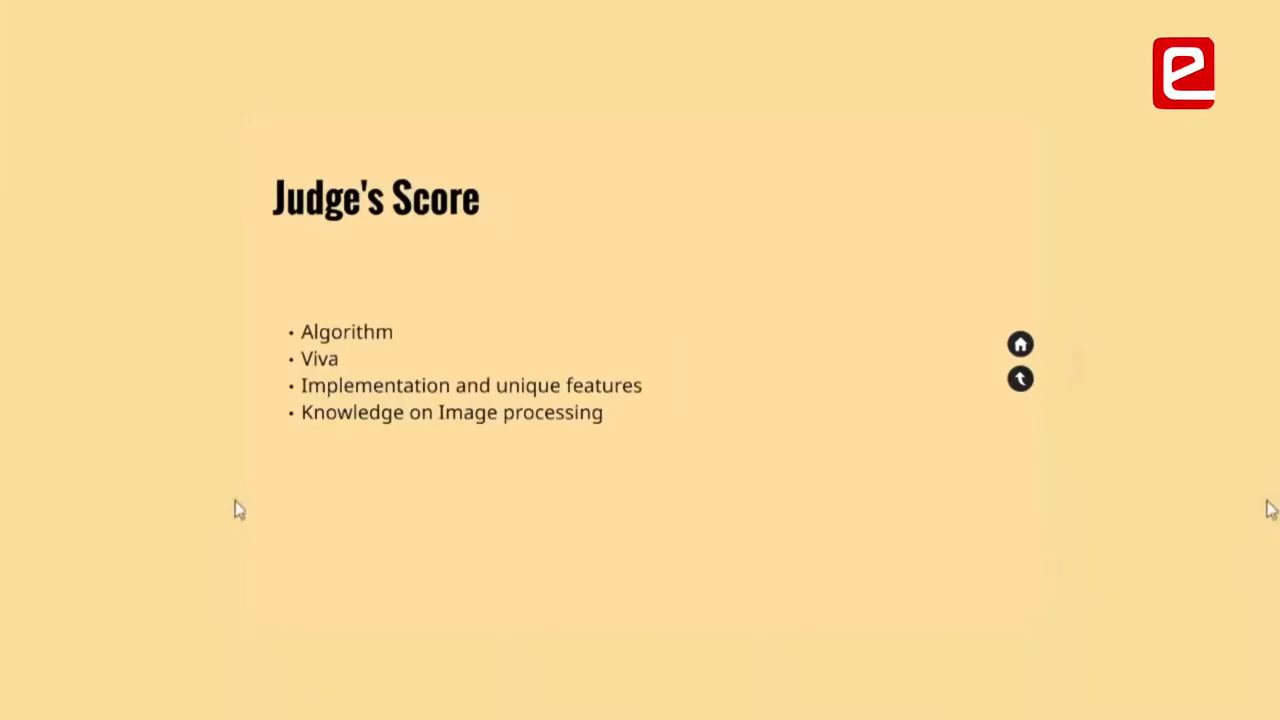 Judge's Score
• Algorithm
• Viva
• Implementation and unique features
• Knowledge on Image processing